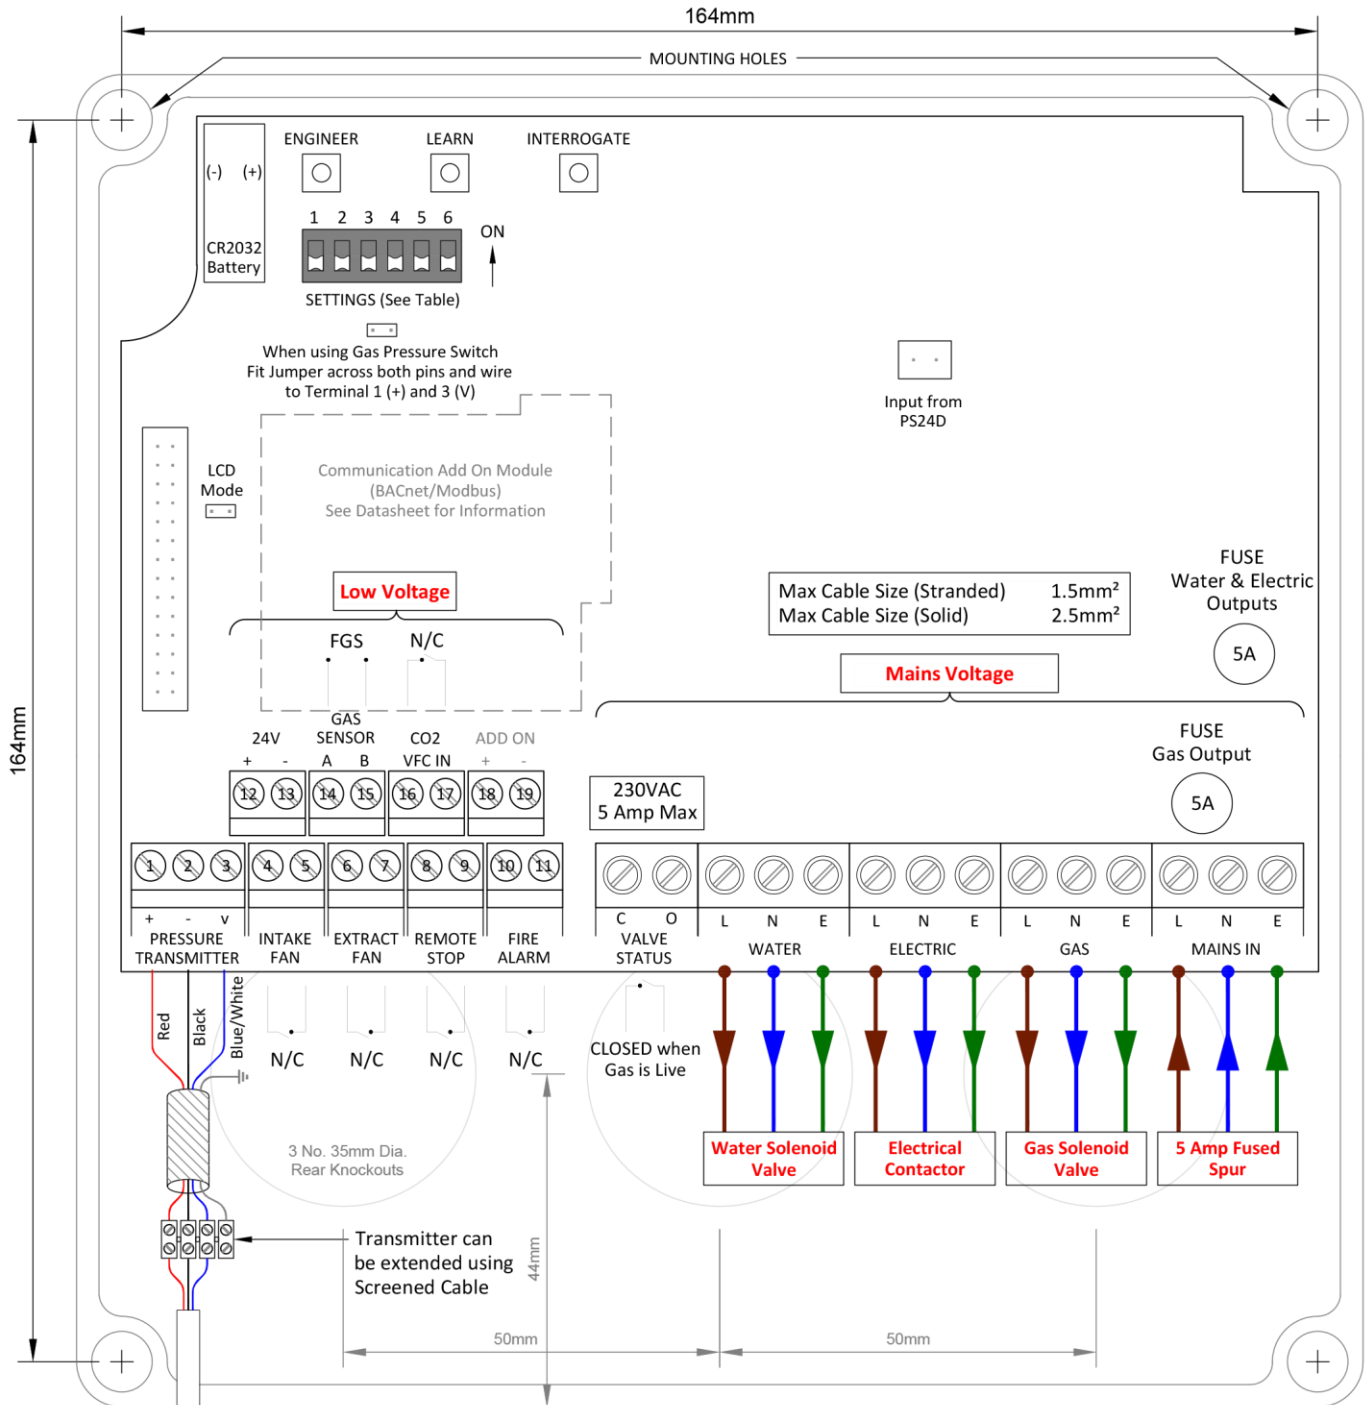 164mm
MOUNTING HOLES
ENGINEER LEARN INTERROGATE
(-) (+)
1 2 3 4 5 6
ON
CR2032
Battery
SETTINGS (See Table)
When using Gas Pressure Switch
Fit Jumper across both pins and wire
to Terminal 1 (+) and 3 (V)
Input from
PS24D
LCD
Mode
Communication Add On Module
(BACnet/Modbus)
See Datasheet for Information
FUSE
Water & Electric
Outputs
5A
Low Voltage
Max Cable Size (Stranded) 1.5mm²
Max Cable Size (Solid) 2.5mm²
FGS N/C
Mains Voltage
164mm
24V
+ -
GAS
SENSOR
A B
CO2
VFC IN
ADD ON
+ -
FUSE
Gas Output
5A
12 13 14 15 16 17 18 19
230VAC
5 Amp Max
1 2 3 4 5 6 7 8 9 10 11
+ - v
C O L N E L N E L N E L N E
PRESSURE
TRANSMITTER
INTAKE
FAN
EXTRACT
FAN
REMOTE
STOP
FIRE
ALARM
VALVE
STATUS
WATER ELECTRIC GAS MAINS IN
Red
Black
Blue/White
N/C N/C N/C N/C
CLOSED when
Gas is Live
3 No. 35mm Dia.
Rear Knockouts
Water Solenoid
Valve
Electrical
Contactor
Gas Solenoid
Valve
5 Amp Fused
Spur
Transmitter can
be extended using
Screened Cable
44mm
50mm 50mm